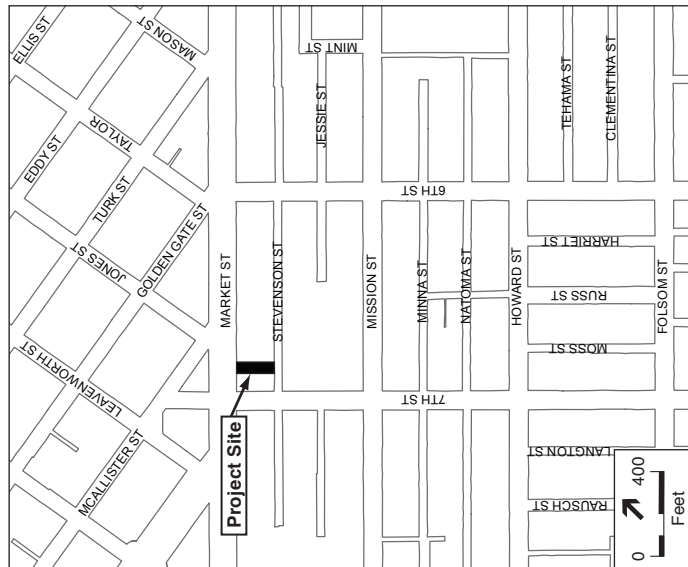 ELLIS ST
MASON ST
EDDY ST
TAYLOR
MINT ST
TURK ST
JESSIE ST
JONES ST
GOLDEN GATE ST
TEHAMA ST
CLEMENTINA ST
6TH ST
MARKET ST
STEVENSON ST
MISSION ST
MINNA ST
NATOMA ST
HOWARD ST
HARRIET ST
RUSS ST
FOLSOM ST
LEAVENWORTH ST
MOSS ST
7TH ST
MCALLISTER ST
Project Site
LANGTON ST
RAUSCH ST
0 400
Feet